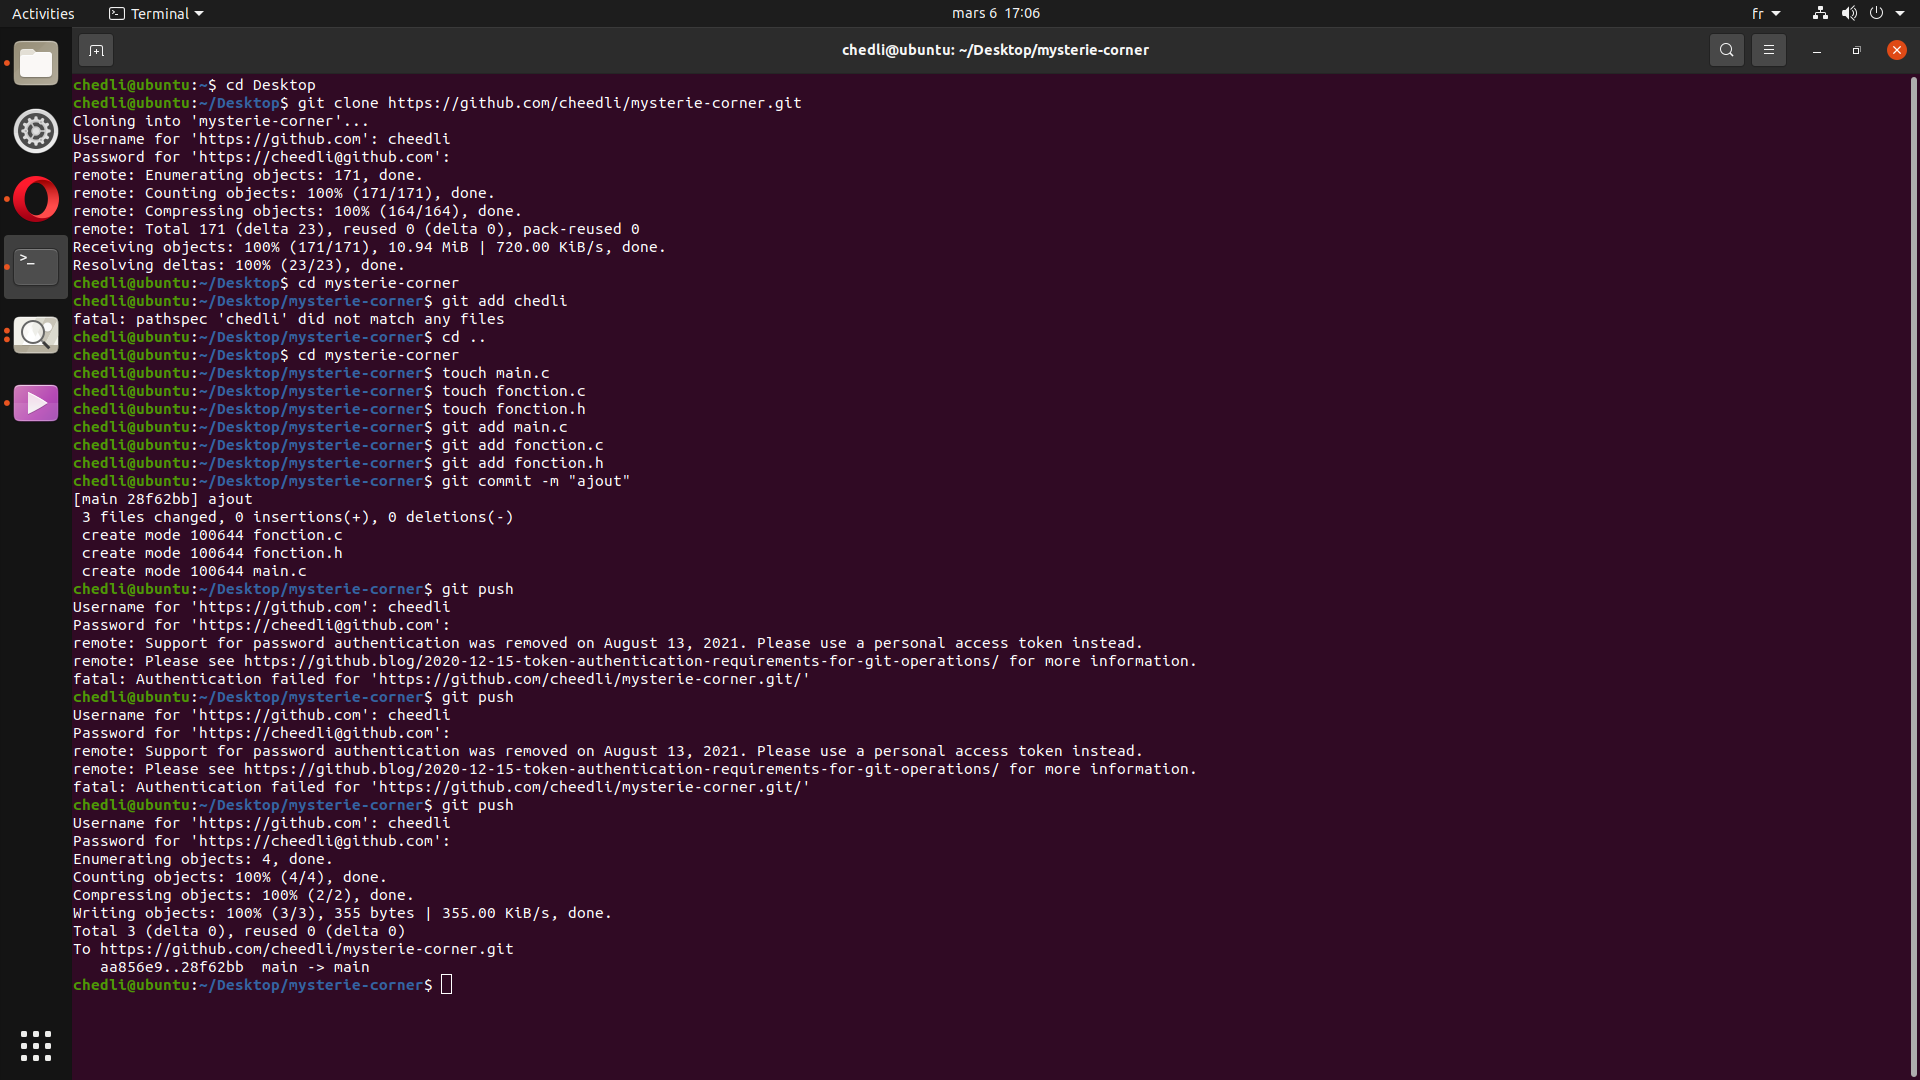 Activities
Terminal
mars 6 17:06
fr
chedli@ubuntu: ~/Desktop/mysterie-corner
chedli@ubuntu:~$ cd Desktop
chedli@ubuntu:~/Desktop$ git clone https://github.com/cheedli/mysterie-corner.git
Cloning into 'mysterie-corner'...
Username for 'https://github.com': cheedli
Password for 'https://cheedli@github.com':
remote: Enumerating objects: 171, done.
remote: Counting objects: 100% (171/171), done.
remote: Compressing objects: 100% (164/164), done.
remote: Total 171 (delta 23), reused 0 (delta 0), pack-reused 0
Receiving objects: 100% (171/171), 10.94 MiB | 720.00 KiB/s, done.
Resolving deltas: 100% (23/23), done.
chedli@ubuntu:~/Desktop$ cd mysterie-corner
chedli@ubuntu:~/Desktop/mysterie-corner$ git add chedli
fatal: pathspec 'chedli' did not match any files
chedli@ubuntu:~/Desktop/mysterie-corner$ cd ..
chedli@ubuntu:~/Desktop$ cd mysterie-corner
chedli@ubuntu:~/Desktop/mysterie-corner$ touch main.c
chedli@ubuntu:~/Desktop/mysterie-corner$ touch fonction.c
chedli@ubuntu:~/Desktop/mysterie-corner$ touch fonction.h
chedli@ubuntu:~/Desktop/mysterie-corner$ git add main.c
chedli@ubuntu:~/Desktop/mysterie-corner$ git add fonction.c
chedli@ubuntu:~/Desktop/mysterie-corner$ git add fonction.h
chedli@ubuntu:~/Desktop/mysterie-corner$ git commit -m "ajout"
[main 28f62bb] ajout
3 files changed, 0 insertions(+), 0 deletions(-)
create mode 100644 fonction.c
create mode 100644 fonction.h
create mode 100644 main.c
chedli@ubuntu:~/Desktop/mysterie-corner$ git push
Username for 'https://github.com': cheedli
Password for 'https://cheedli@github.com':
remote: Support for password authentication was removed on August 13, 2021. Please use a personal access token instead.
remote: Please see https://github.blog/2020-12-15-token-authentication-requirements-for-git-operations/ for more information.
fatal: Authentication failed for 'https://github.com/cheedli/mysterie-corner.git/'
chedli@ubuntu:~/Desktop/mysterie-corner$ git push
Username for 'https://github.com': cheedli
Password for 'https://cheedli@github.com':
remote: Support for password authentication was removed on August 13, 2021. Please use a personal access token instead.
remote: Please see https://github.blog/2020-12-15-token-authentication-requirements-for-git-operations/ for more information.
fatal: Authentication failed for 'https://github.com/cheedli/mysterie-corner.git/'
chedli@ubuntu:~/Desktop/mysterie-corner$ git push
Username for 'https://github.com': cheedli
Password for 'https://cheedli@github.com':
Enumerating objects: 4, done.
Counting objects: 100% (4/4), done.
Compressing objects: 100% (2/2), done.
Writing objects: 100% (3/3), 355 bytes | 355.00 KiB/s, done.
Total 3 (delta 0), reused 0 (delta 0)
To https://github.com/cheedli/mysterie-corner.git
aa856e9..28f62bb  main -> main
chedli@ubuntu:~/Desktop/mysterie-corner$